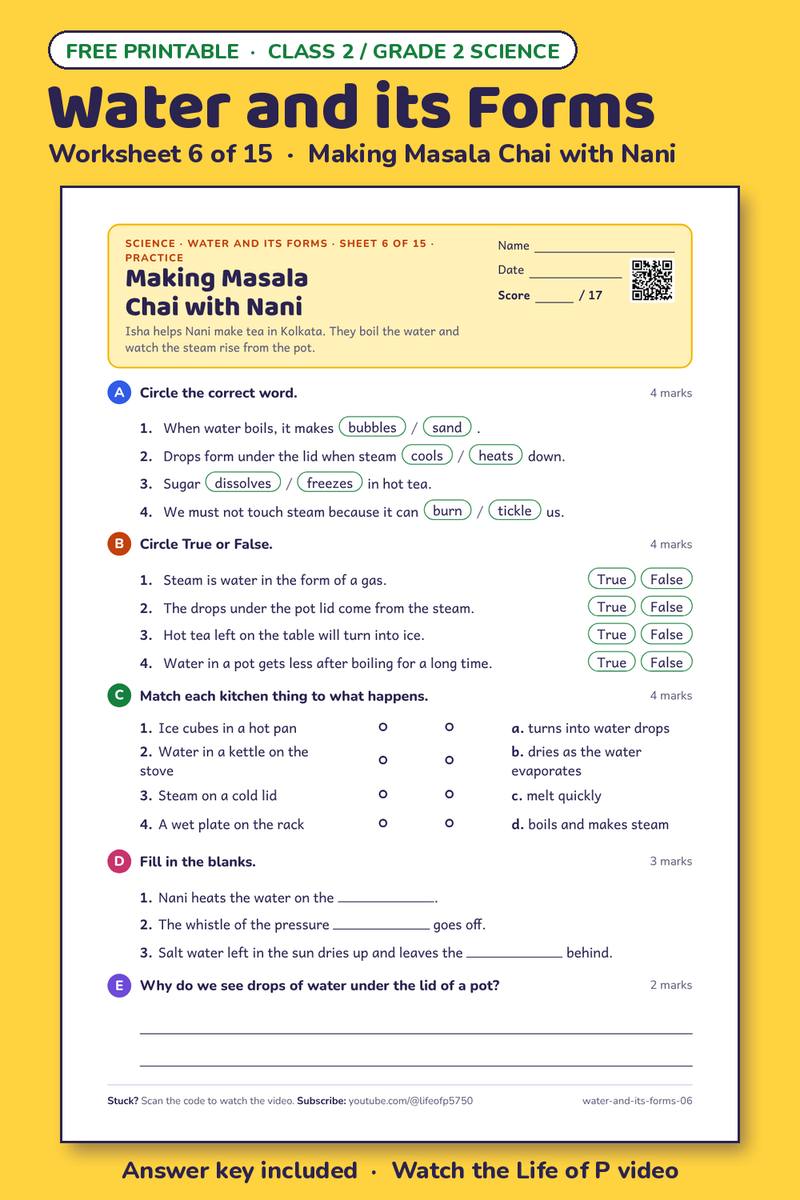 FREE PRINTABLE · CLASS 2 / GRADE 2 SCIENCE
Water and its Forms
Worksheet 6 of 15 · Making Masala Chai with Nani
SCIENCE · WATER AND ITS FORMS · SHEET 6 OF 15 ·
PRACTICE
Making Masala
Chai with Nani
Isha helps Nani make tea in Kolkata. They boil the water and
watch the steam rise from the pot.
Name
Date
Score / 17
A Circle the correct word. 4 marks
1. When water boils, it makes bubbles / sand .
2. Drops form under the lid when steam cools / heats down.
3. Sugar dissolves / freezes in hot tea.
4. We must not touch steam because it can burn / tickle us.
B Circle True or False. 4 marks
1. Steam is water in the form of a gas. True False
2. The drops under the pot lid come from the steam. True False
3. Hot tea left on the table will turn into ice. True False
4. Water in a pot gets less after boiling for a long time. True False
C Match each kitchen thing to what happens. 4 marks
1. Ice cubes in a hot pan a. turns into water drops
2. Water in a kettle on the b. dries as the water
stove evaporates
3. Steam on a cold lid c. melt quickly
4. A wet plate on the rack d. boils and makes steam
D Fill in the blanks. 3 marks
1. Nani heats the water on the ____________.
2. The whistle of the pressure ____________ goes off.
3. Salt water left in the sun dries up and leaves the ____________ behind.
E Why do we see drops of water under the lid of a pot? 2 marks
Stuck? Scan the code to watch the video. Subscribe: youtube.com/@lifeofp5750 water-and-its-forms-06
Answer key included · Watch the Life of P video